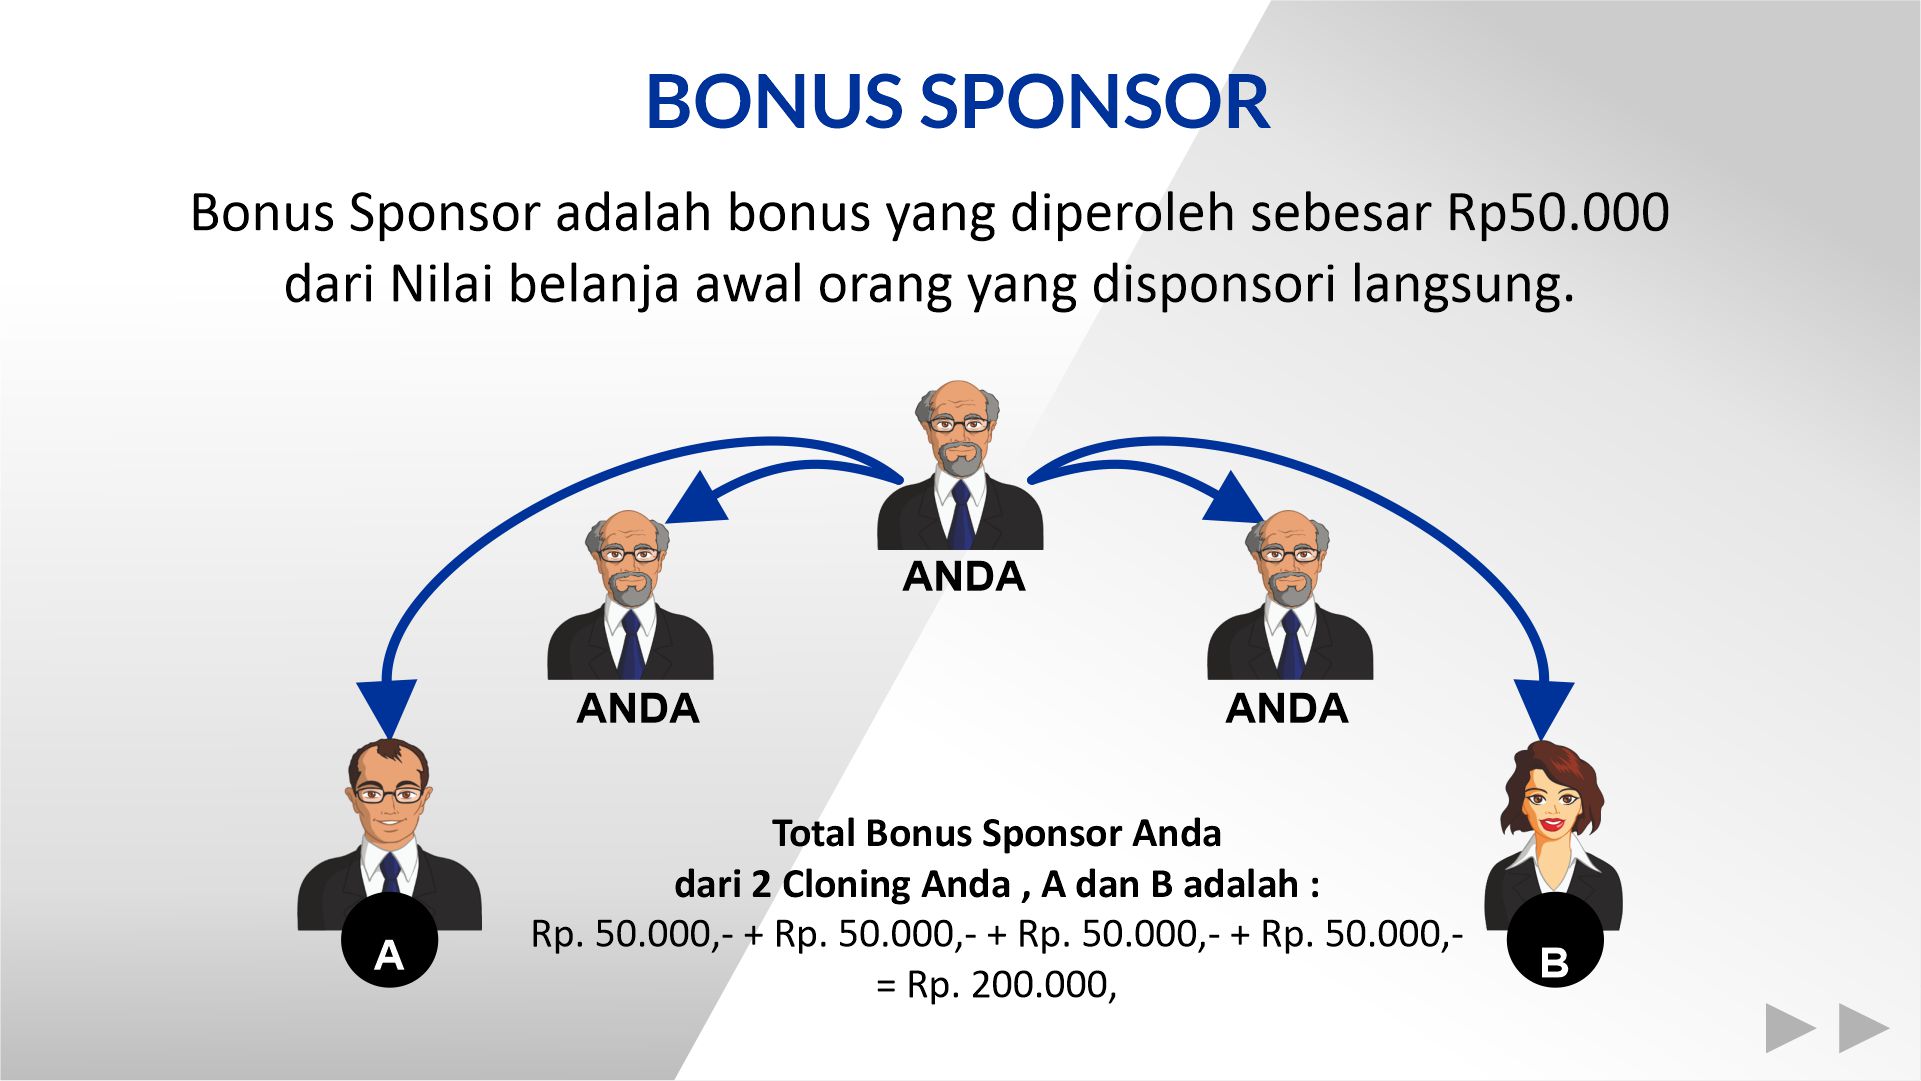 BONUS SPONSOR
Bonus Sponsor adalah bonus yang diperoleh sebesar Rp50.000
dari Nilai belanja awal orang yang disponsori langsung.
ANDA
ANDA
ANDA
Total Bonus Sponsor Anda
dari 2 Cloning Anda , A dan B adalah :
Rp. 50.000,- + Rp. 50.000,- + Rp. 50.000,- + Rp. 50.000,-
= Rp. 200.000,
A
B